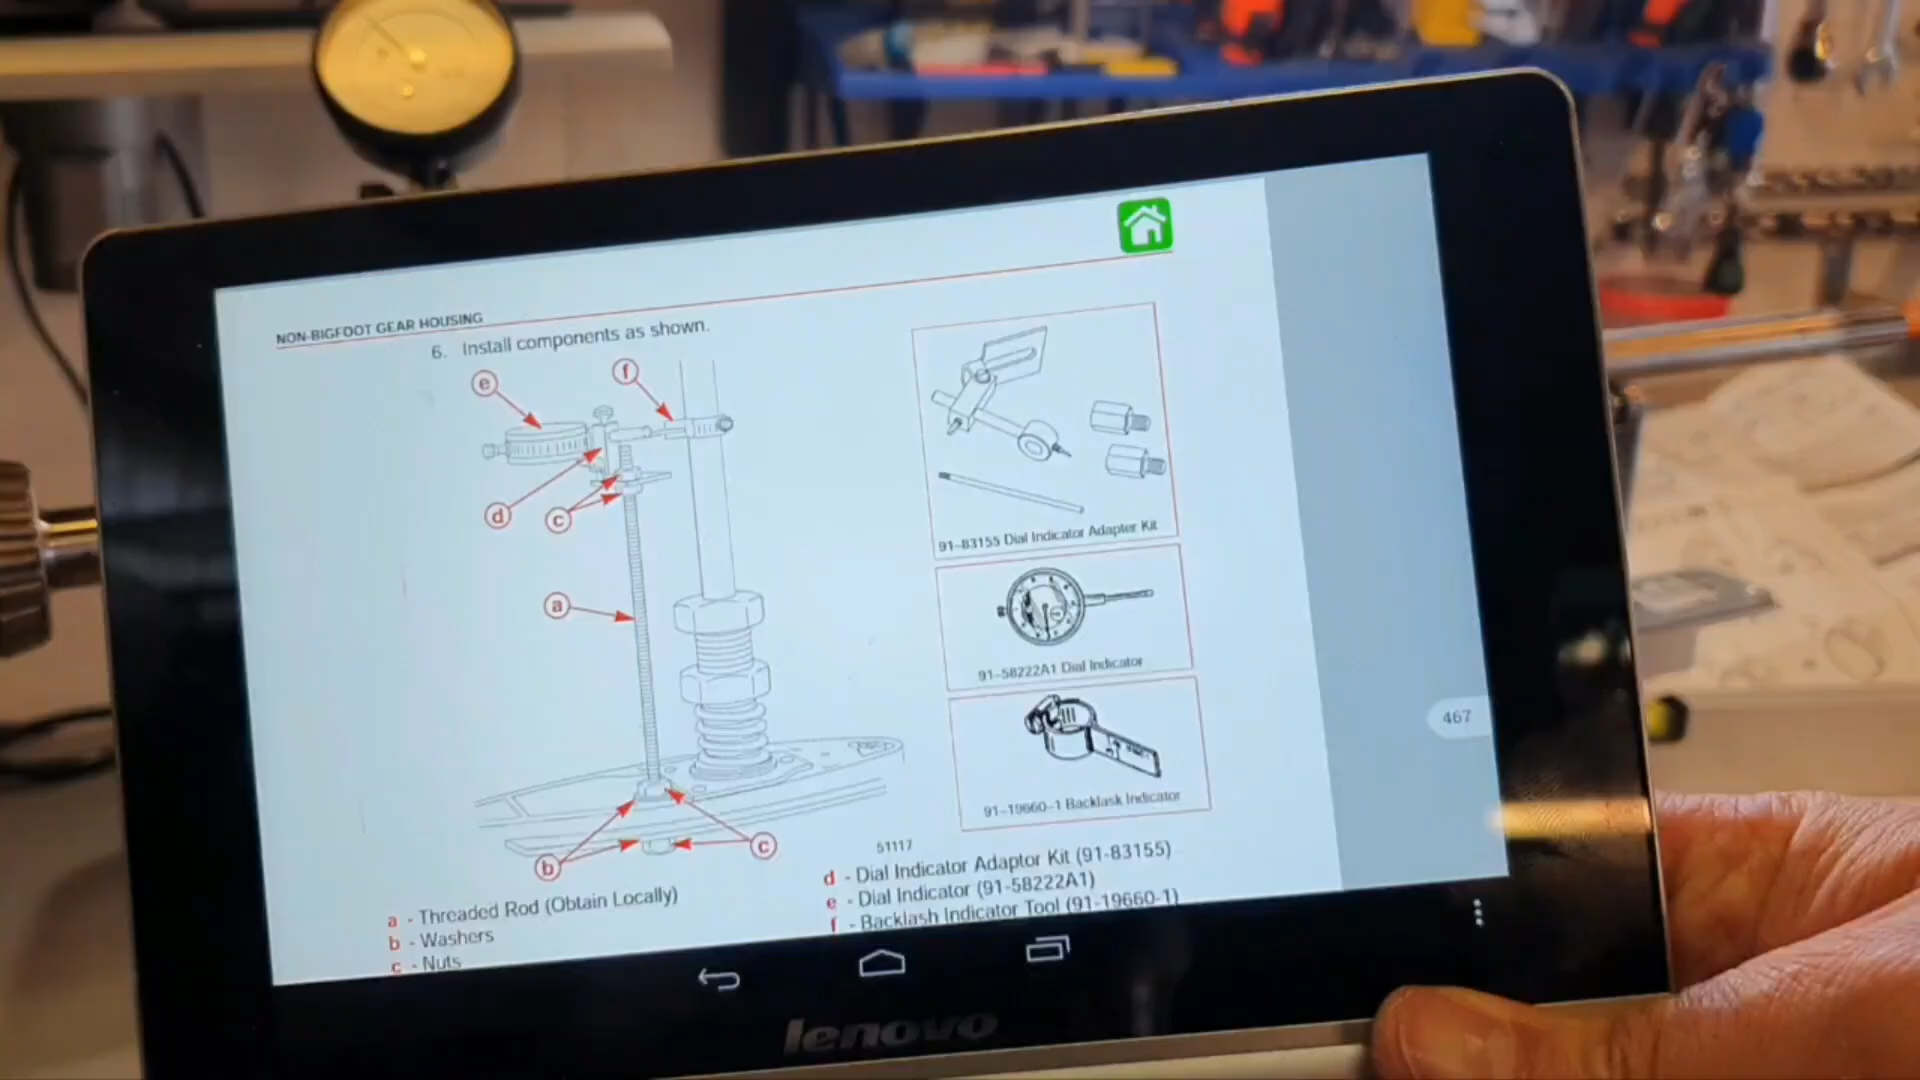 NON-BIGFOOT GEAR HOUSING
6. Install components as shown.
e
f
d
c
a
b
c
91-83155 Dial Indicator Adapter Kit
91-58222A1 Dial Indicator
91-19660-1 Backlask Indicator
467
51117
a - Threaded Rod (Obtain Locally)
b - Washers
c - Nuts
d - Dial Indicator Adaptor Kit (91-83155)
e - Dial Indicator (91-58222A1)
f - Backlash Indicator Tool (91-19660-1)
lenovo